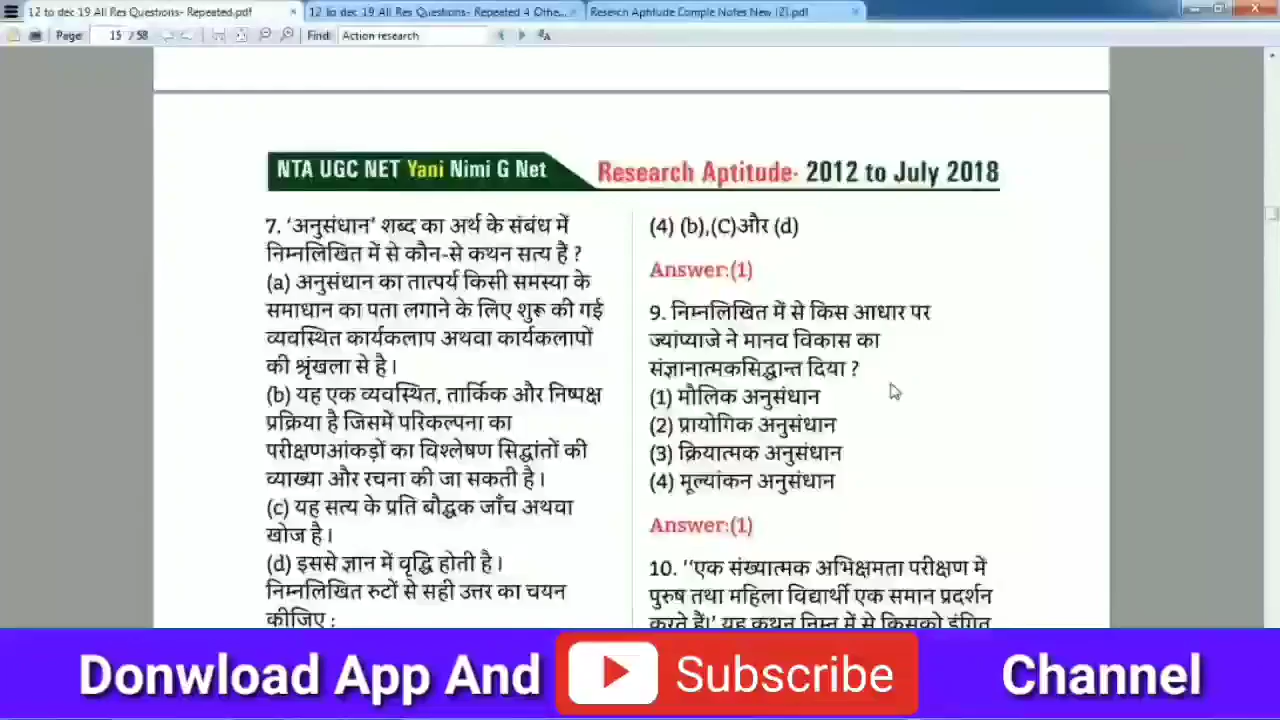 12 to dec 19 All Res Questions- Repeated.pdf
12 to dec 19 All Res Questions- Repeated 4 Othe...
Reserch Aptitude Comple Notes New (2).pdf
Page: 15 / 58 Find: Action research
NTA UGC NET Yani Nimi G Net
Research Aptitude- 2012 to July 2018
7. ‘अनुसंधान’ शब्द का अर्थ के संबंध में
निम्नलिखित में से कौन-से कथन सत्य हैं ?
(a) अनुसंधान का तात्पर्य किसी समस्या के
समाधान का पता लगाने के लिए शुरू की गई
व्यवस्थित कार्यकलाप अथवा कार्यकलापों
की श्रृंखला से है।
(b) यह एक व्यवस्थित, तार्किक और निष्पक्ष
प्रक्रिया है जिसमें परिकल्पना का
परीक्षणआंकड़ों का विश्लेषण सिद्धांतों की
व्याख्या और रचना की जा सकती है।
(c) यह सत्य के प्रति बौद्धक जाँच अथवा
खोज है।
(d) इससे ज्ञान में वृद्धि होती है।
निम्नलिखित रुटों से सही उत्तर का चयन
कीजिए :
(4) (b),(C)और (d)
Answer:(1)
9. निम्नलिखित में से किस आधार पर
ज्यांप्याजे ने मानव विकास का
संज्ञानात्मकसिद्धान्त दिया ?
(1) मौलिक अनुसंधान
(2) प्रायोगिक अनुसंधान
(3) क्रियात्मक अनुसंधान
(4) मूल्यांकन अनुसंधान
Answer:(1)
10. ‘‘एक संख्यात्मक अभिक्षमता परीक्षण में
पुरुष तथा महिला विद्यार्थी एक समान प्रदर्शन
करते हैं।’ यह कथन निम्न में से किसको इंगित
Donwload App And Subscribe Channel